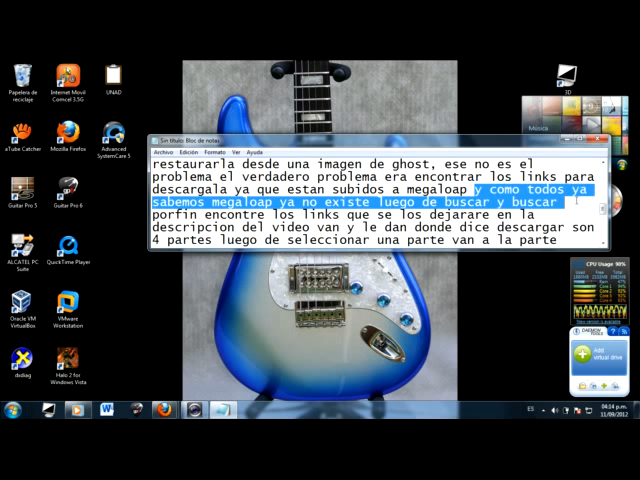 Papelera de
reciclaje
Internet Movil
Comcel 3.5G
UNAD
3D
aTube Catcher
Mozilla Firefox
Advanced
SystemCare 5
Música
Guitar Pro 5
Guitar Pro 6
ALCATEL PC
Suite
QuickTime Player
Oracle VM
VirtualBox
VMware
Workstation
dxdiag
Halo 2 for
Windows Vista
Sin título: Bloc de notas
Archivo Edición Formato Ver Ayuda
restaurarla desde una imagen de ghost, ese no es el
problema el verdadero problema era encontrar los links para
descargala ya que estan subidos a megaloap y como todos ya
sabemos megaloap ya no existe luego de buscar y buscar
porfin encontre los links que se los dejarare en la
descripcion del video van y le dan donde dice descargar son
4 partes luego de seleccionar una parte van a la parte
CPU Usage 98%
DAEMON
TOOLS
Add
virtual drive
ES
04:14 p.m.
11/09/2012